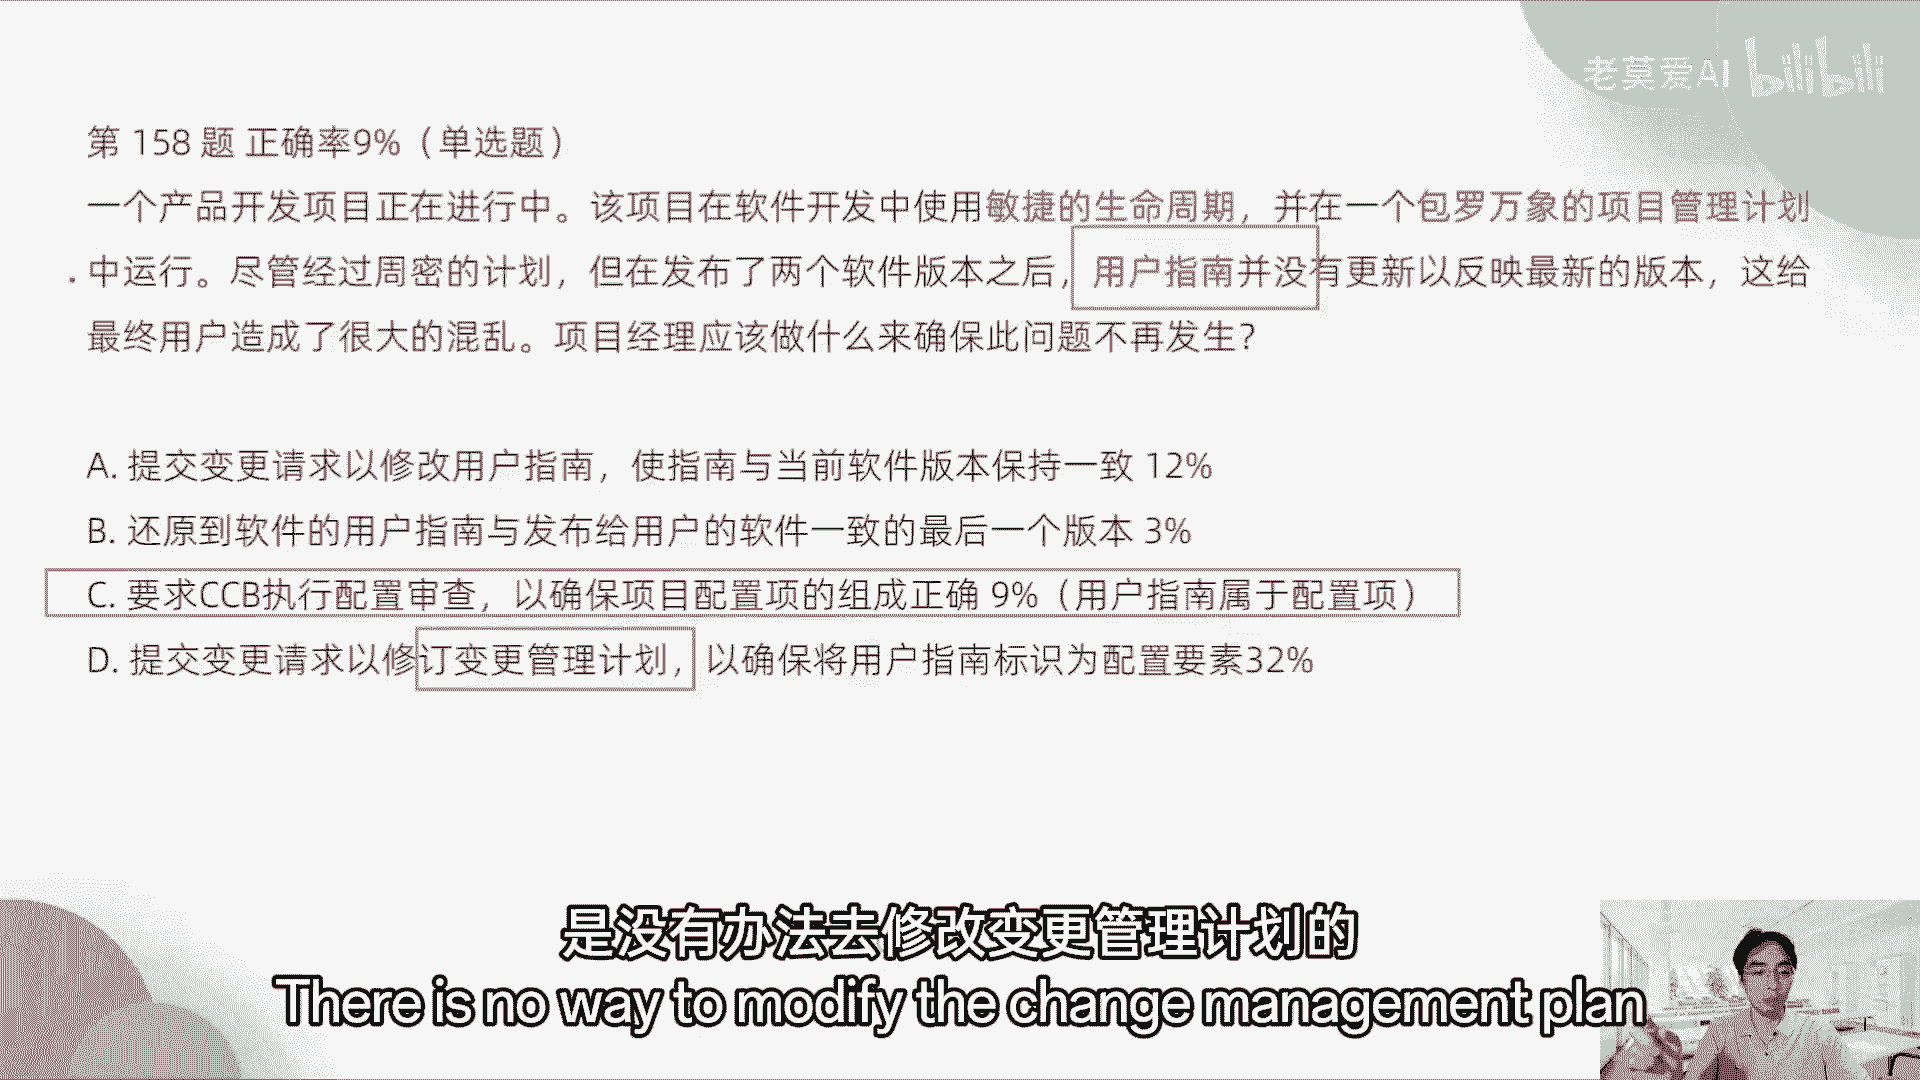 老莫爱AI bilibili
第 158 题 正确率9%（单选题）
一个产品开发项目正在进行中。该项目在软件开发中使用敏捷的生命周期，并在一个包罗万象的项目管理计划
中运行。尽管经过周密的计划，但在发布了两个软件版本之后，用户指南并没有更新以反映最新的版本，这给
最终用户造成了很大的混乱。项目经理应该做什么来确保此问题不再发生？
A. 提交变更请求以修改用户指南，使指南与当前软件版本保持一致 12%
B. 还原到软件的用户指南与发布给用户的软件一致的最后一个版本 3%
C. 要求CCB执行配置审查，以确保项目配置项的组成正确 9%（用户指南属于配置项）
D. 提交变更请求以修订变更管理计划，以确保将用户指南标识为配置要素32%
是没有办法去修改变更管理计划的
There is no way to modify the change management plan